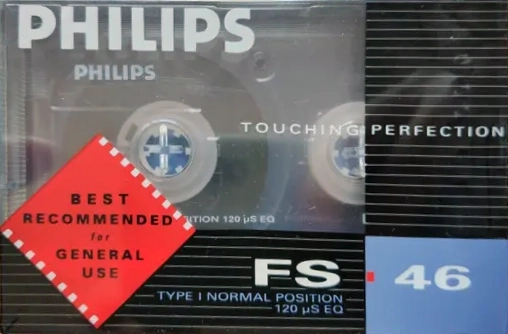 PHILIPS
PHILIPS
TOUCHING PERFECTION
BEST
RECOMMENDED
for
GENERAL
USE
ITION 120 µS EQ
FS
46
TYPE I NORMAL POSITION
120 µS EQ